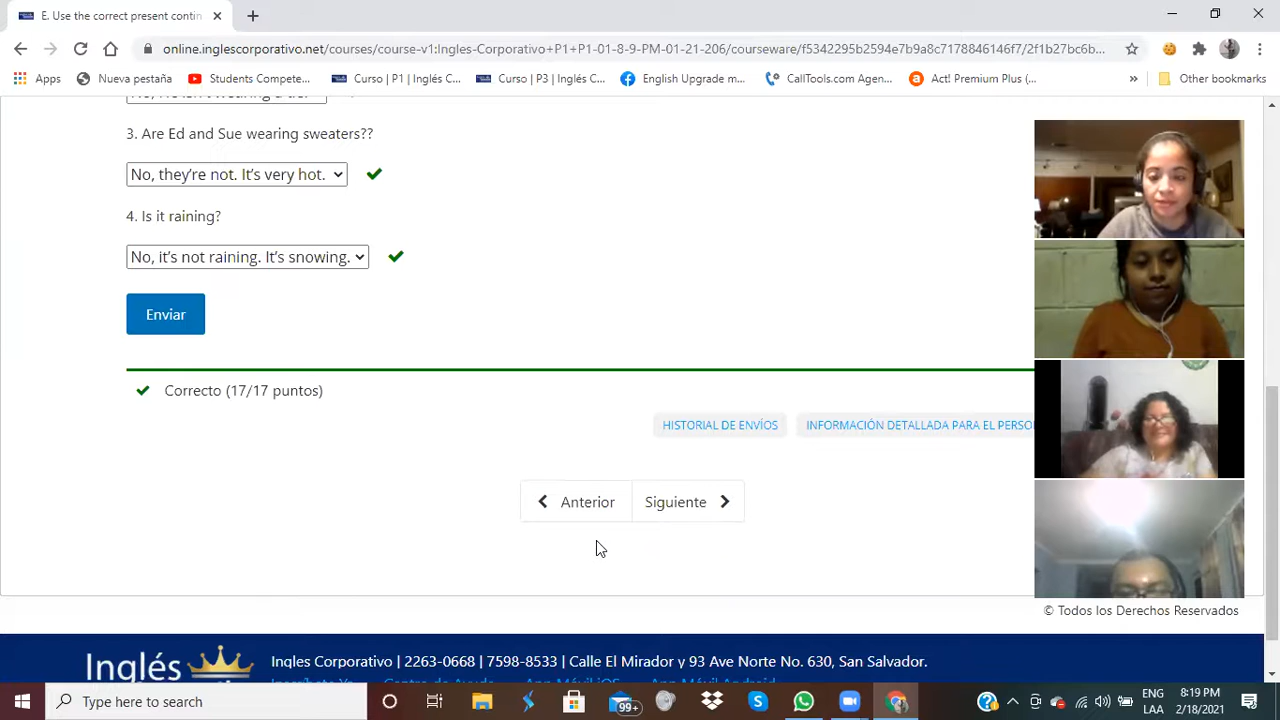 E. Use the correct present contin
online.inglescorporativo.net/courses/course-v1:Ingles-Corporativo+P1+P1-01-8-9-PM-01-21-206/courseware/f5342295b2594e7b9a8c7178846146f7/2f1b27bc6b...
Apps
Nueva pestaña
Students Compete...
Curso | P1 | Inglés C...
Curso | P3 | Inglés C...
English Upgrade m...
CallTools.com Agen...
Act! Premium Plus (...
»
Other bookmarks
3. Are Ed and Sue wearing sweaters??
No, they're not. It's very hot.
4. Is it raining?
No, it's not raining. It's snowing.
Enviar
Correcto (17/17 puntos)
HISTORIAL DE ENVÍOS
INFORMACIÓN DETALLADA PARA EL PERSO
Anterior
Siguiente
© Todos los Derechos Reservados
Inglés
Ingles Corporativo | 2263-0668 | 7598-8533 | Calle El Mirador y 93 Ave Norte No. 630, San Salvador.
Type here to search
99+
ENG
LAA
8:19 PM
2/18/2021